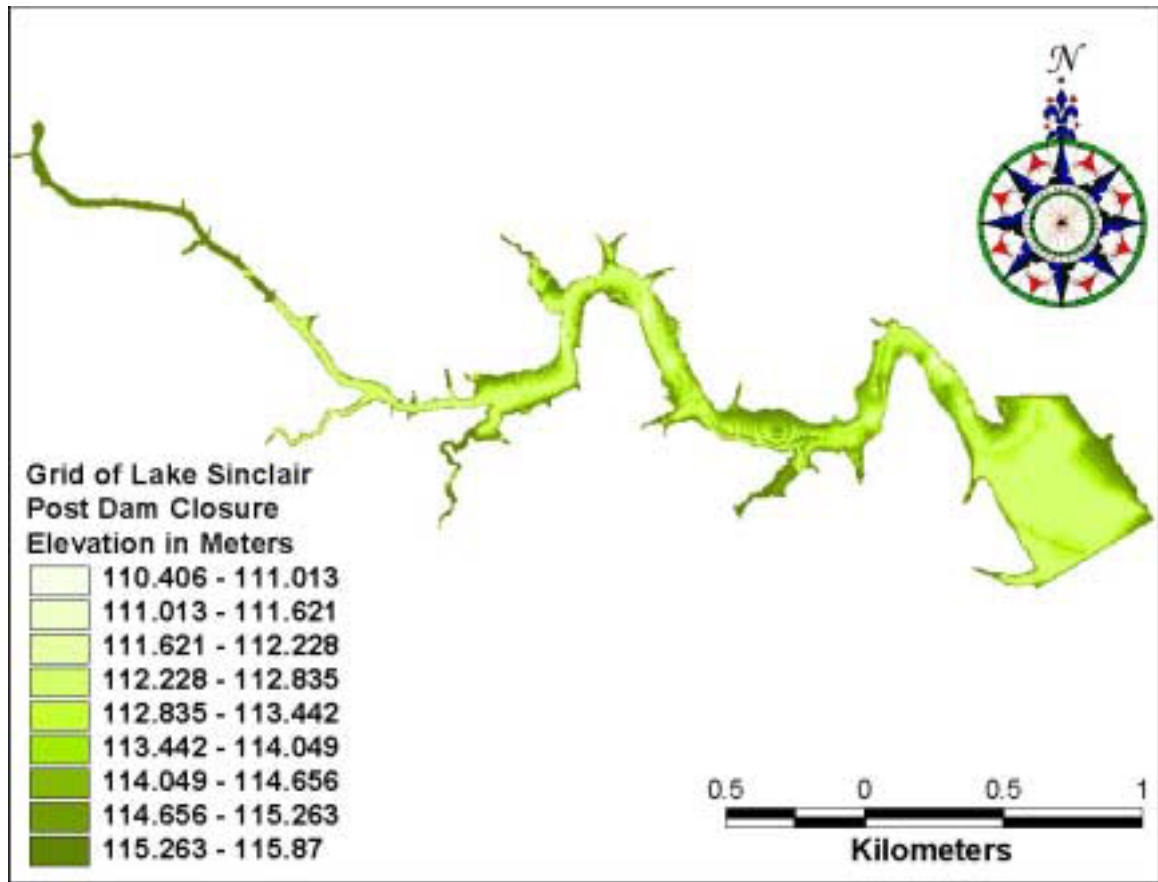 N
Grid of Lake Sinclair
Post Dam Closure
Elevation in Meters
110.406 - 111.013
111.013 - 111.621
111.621 - 112.228
112.228 - 112.835
112.835 - 113.442
113.442 - 114.049
114.049 - 114.656
114.656 - 115.263
115.263 - 115.87
0.5 0 0.5 1
Kilometers